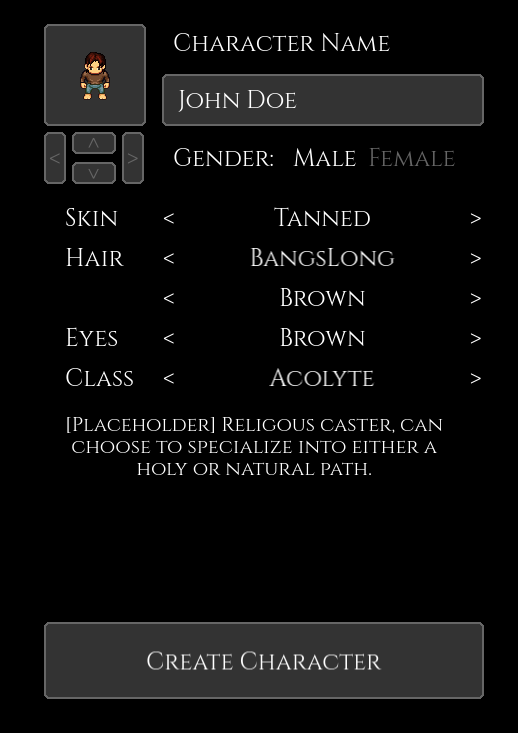 Character Name
John Doe
< ^ v >
Gender: Male Female
Skin < Tanned >
Hair < BangsLong >
< Brown >
Eyes < Brown >
Class < Acolyte >
[Placeholder] Religous caster, can
choose to specialize into either a
holy or natural path.
Create Character